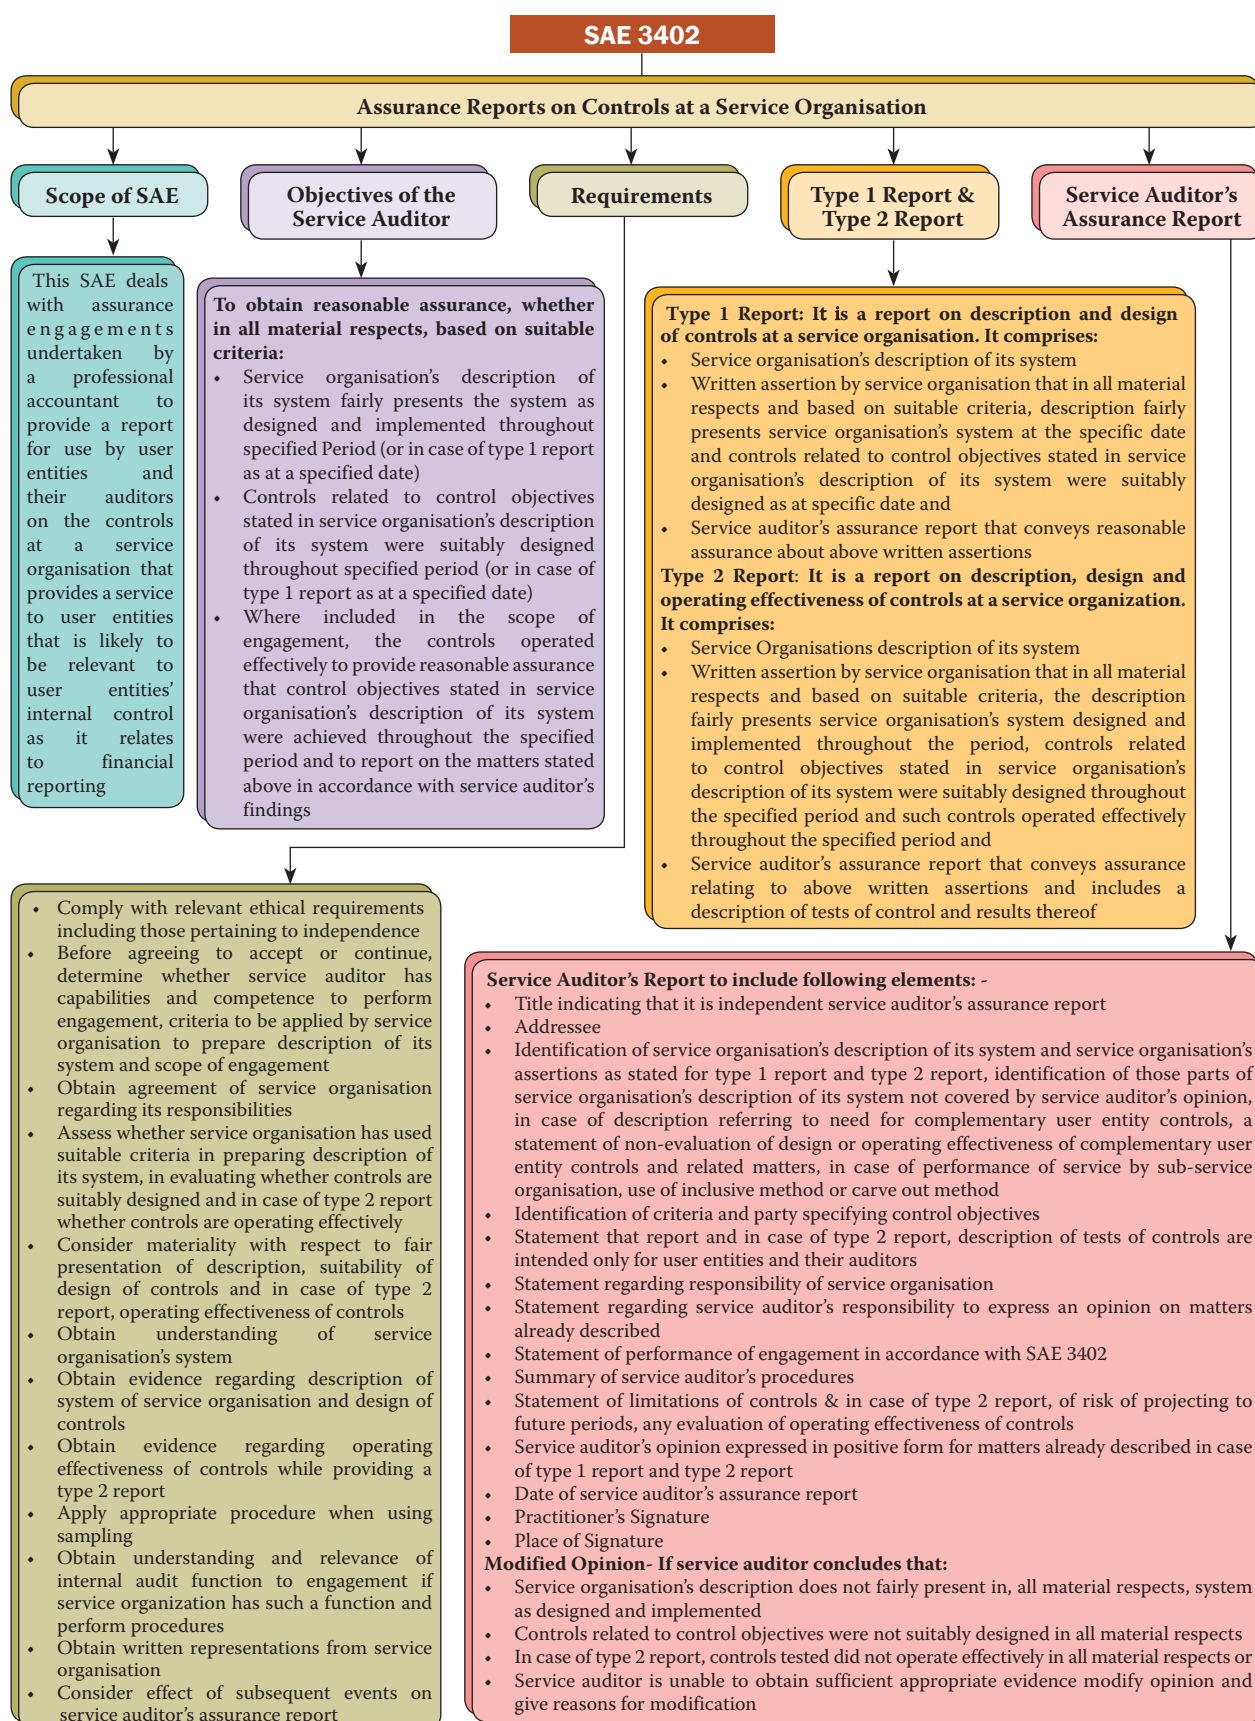 SAE 3402
Assurance Reports on Controls at a Service Organisation
Scope of SAE
Objectives of the
Service Auditor
Requirements
Type 1 Report &
Type 2 Report
Service Auditor's
Assurance Report
This SAE deals
with assurance
engagements
undertaken by
a professional
accountant to
provide a report
for use by user
entities and
their auditors
on the controls
at a service
organisation that
provides a service
to user entities
that is likely to
be relevant to
user entities'
internal control
as it relates
to financial
reporting
To obtain reasonable assurance, whether
in all material respects, based on suitable
criteria:
• Service organisation's description of
its system fairly presents the system as
designed and implemented throughout
specified Period (or in case of type 1 report
as at a specified date)
• Controls related to control objectives
stated in service organisation's description
of its system were suitably designed
throughout specified period (or in case of
type 1 report as at a specified date)
• Where included in the scope of
engagement, the controls operated
effectively to provide reasonable assurance
that control objectives stated in service
organisation's description of its system
were achieved throughout the specified
period and to report on the matters stated
above in accordance with service auditor's
findings
Type 1 Report: It is a report on description and design
of controls at a service organisation. It comprises:
• Service organisation's description of its system
• Written assertion by service organisation that in all material
respects and based on suitable criteria, description fairly
presents service organisation's system at the specific date
and controls related to control objectives stated in service
organisation's description of its system were suitably
designed as at specific date and
• Service auditor's assurance report that conveys reasonable
assurance about above written assertions
Type 2 Report: It is a report on description, design and
operating effectiveness of controls at a service organization.
It comprises:
• Service Organisations description of its system
• Written assertion by service organisation that in all material
respects and based on suitable criteria, the description
fairly presents service organisation's system designed and
implemented throughout the period, controls related
to control objectives stated in service organisation's
description of its system were suitably designed throughout
the specified period and such controls operated effectively
throughout the specified period and
• Service auditor's assurance report that conveys assurance
relating to above written assertions and includes a
description of tests of control and results thereof
• Comply with relevant ethical requirements
including those pertaining to independence
• Before agreeing to accept or continue,
determine whether service auditor has
capabilities and competence to perform
engagement, criteria to be applied by service
organisation to prepare description of its
system and scope of engagement
• Obtain agreement of service organisation
regarding its responsibilities
• Assess whether service organisation has used
suitable criteria in preparing description of
its system, in evaluating whether controls are
suitably designed and in case of type 2 report
whether controls are operating effectively
• Consider materiality with respect to fair
presentation of description, suitability of
design of controls and in case of type 2
report, operating effectiveness of controls
• Obtain understanding of service
organisation's system
• Obtain evidence regarding description of
system of service organisation and design of
controls
• Obtain evidence regarding operating
effectiveness of controls while providing a
type 2 report
• Apply appropriate procedure when using
sampling
• Obtain understanding and relevance of
internal audit function to engagement if
service organization has such a function and
perform procedures
• Obtain written representations from service
organisation
• Consider effect of subsequent events on
service auditor's assurance report
Service Auditor's Report to include following elements: -
• Title indicating that it is independent service auditor's assurance report
• Addressee
• Identification of service organisation's description of its system and service organisation's
assertions as stated for type 1 report and type 2 report, identification of those parts of
service organisation's description of its system not covered by service auditor's opinion,
in case of description referring to need for complementary user entity controls, a
statement of non-evaluation of design or operating effectiveness of complementary user
entity controls and related matters, in case of performance of service by sub-service
organisation, use of inclusive method or carve out method
• Identification of criteria and party specifying control objectives
• Statement that report and in case of type 2 report, description of tests of controls are
intended only for user entities and their auditors
• Statement regarding responsibility of service organisation
• Statement regarding service auditor's responsibility to express an opinion on matters
already described
• Statement of performance of engagement in accordance with SAE 3402
• Summary of service auditor's procedures
• Statement of limitations of controls & in case of type 2 report, of risk of projecting to
future periods, any evaluation of operating effectiveness of controls
• Service auditor's opinion expressed in positive form for matters already described in case
of type 1 report and type 2 report
• Date of service auditor's assurance report
• Practitioner's Signature
• Place of Signature
Modified Opinion- If service auditor concludes that:
• Service organisation's description does not fairly present in, all material respects, system
as designed and implemented
• Controls related to control objectives were not suitably designed in all material respects
• In case of type 2 report, controls tested did not operate effectively in all material respects or
• Service auditor is unable to obtain sufficient appropriate evidence modify opinion and
give reasons for modification